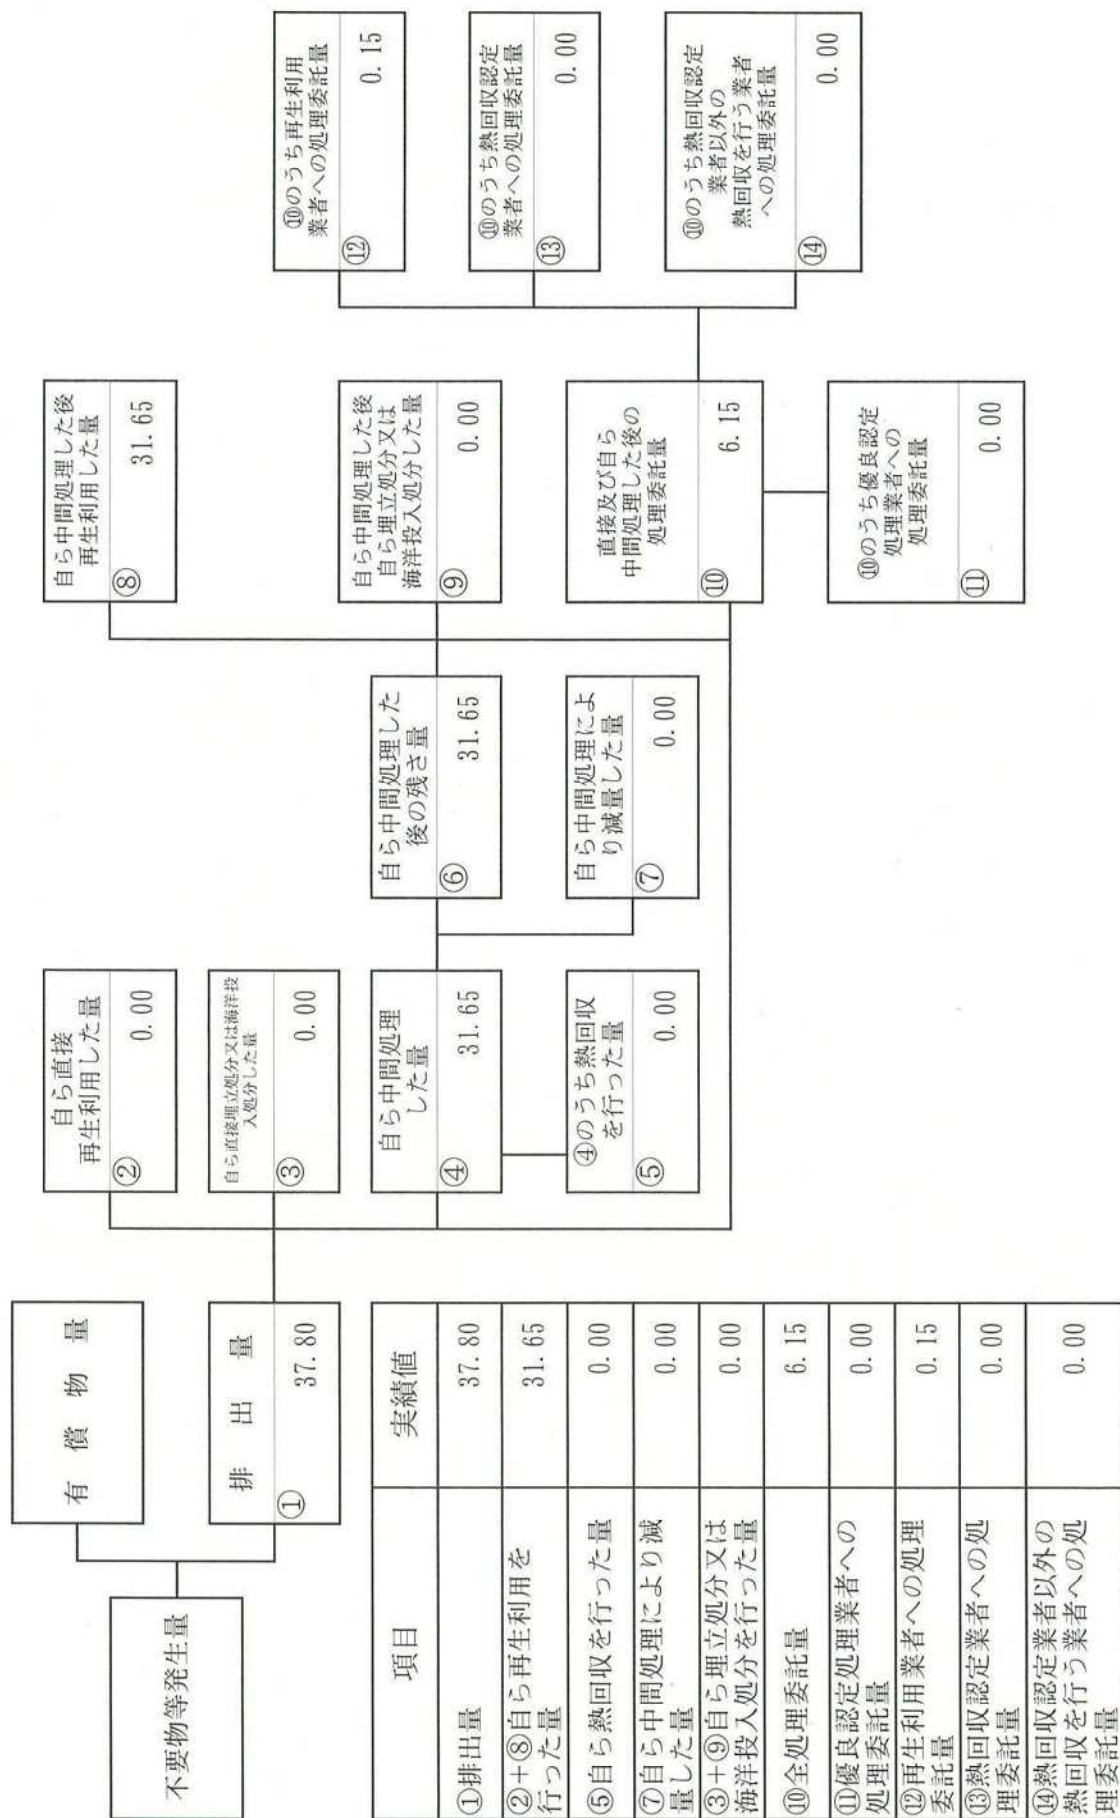 不要物等発生量
有償物量
排出量
①
37.80
自ら直接
再生利用した量
②
0.00
自ら直接埋立処分又は海洋投
入処分した量
③
0.00
自ら中間処理
した量
④
31.65
④のうち熱回収
を行った量
⑤
0.00
自ら中間処理した
後の残さ量
⑥
31.65
自ら中間処理によ
り減量した量
⑦
0.00
自ら中間処理した後
再生利用した量
⑧
31.65
自ら中間処理した後
自ら埋立処分又は
海洋投入処分した量
⑨
0.00
直接及び自ら
中間処理した後の
処理委託量
⑩
6.15
⑩のうち優良認定
処理業者への
処理委託量
⑪
0.00
⑩のうち再生利用
業者への処理委託量
⑫
0.15
⑩のうち熱回収認定
業者への処理委託量
⑬
0.00
⑩のうち熱回収認定
業者以外の
熱回収を行う業者
への処理委託量
⑭
0.00
項目
実績値
①排出量
37.80
②+⑧自ら再生利用を
行った量
31.65
⑤自ら熱回収を行った量
0.00
⑦自ら中間処理により減
量した量
0.00
③+⑨自ら埋立処分又は
海洋投入処分を行った量
0.00
⑩全処理委託量
6.15
⑪優良認定処理業者への
処理委託量
0.00
⑫再生利用業者への処理
委託量
0.15
⑬熱回収認定業者への処
理委託量
0.00
⑭熱回収認定業者以外の
熱回収を行う業者への処
理委託量
0.00